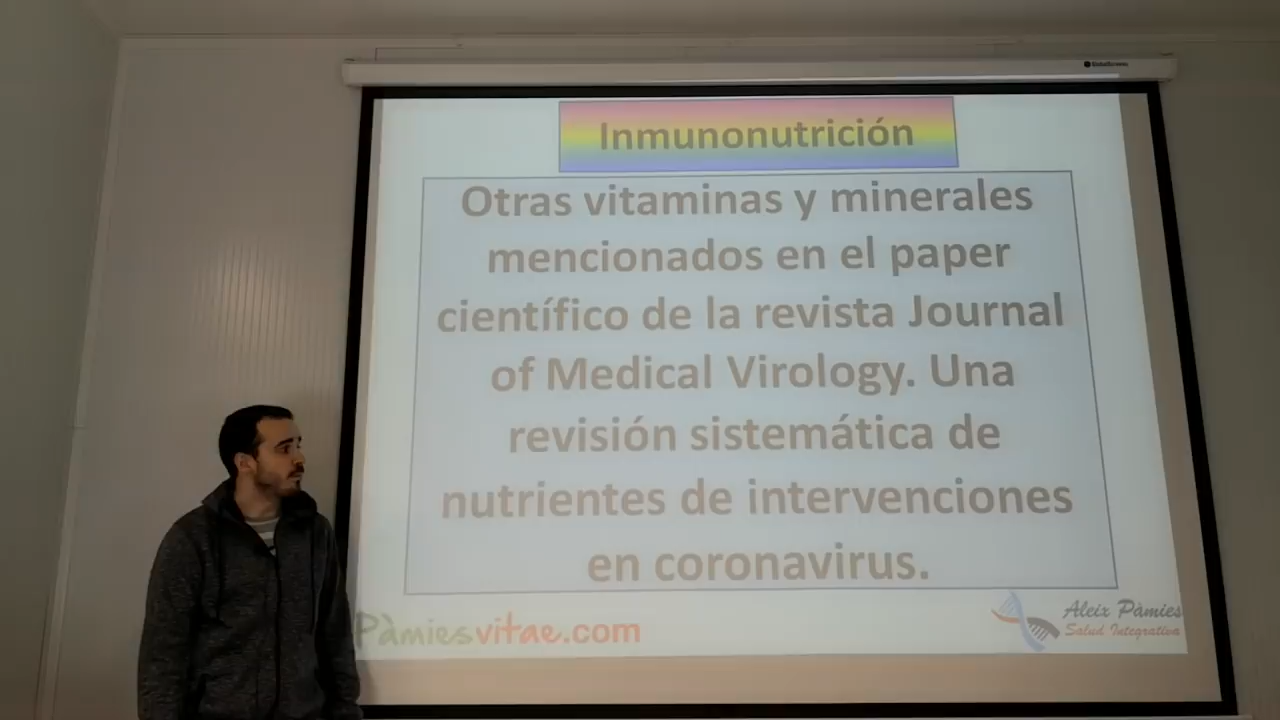 Inmunonutrición
Otras vitaminas y minerales
mencionados en el paper
científico de la revista Journal
of Medical Virology. Una
revisión sistemática de
nutrientes de intervenciones
en coronavirus.
Pàmiesvitae.com
Aleix Pàmies
Salud Integrativa